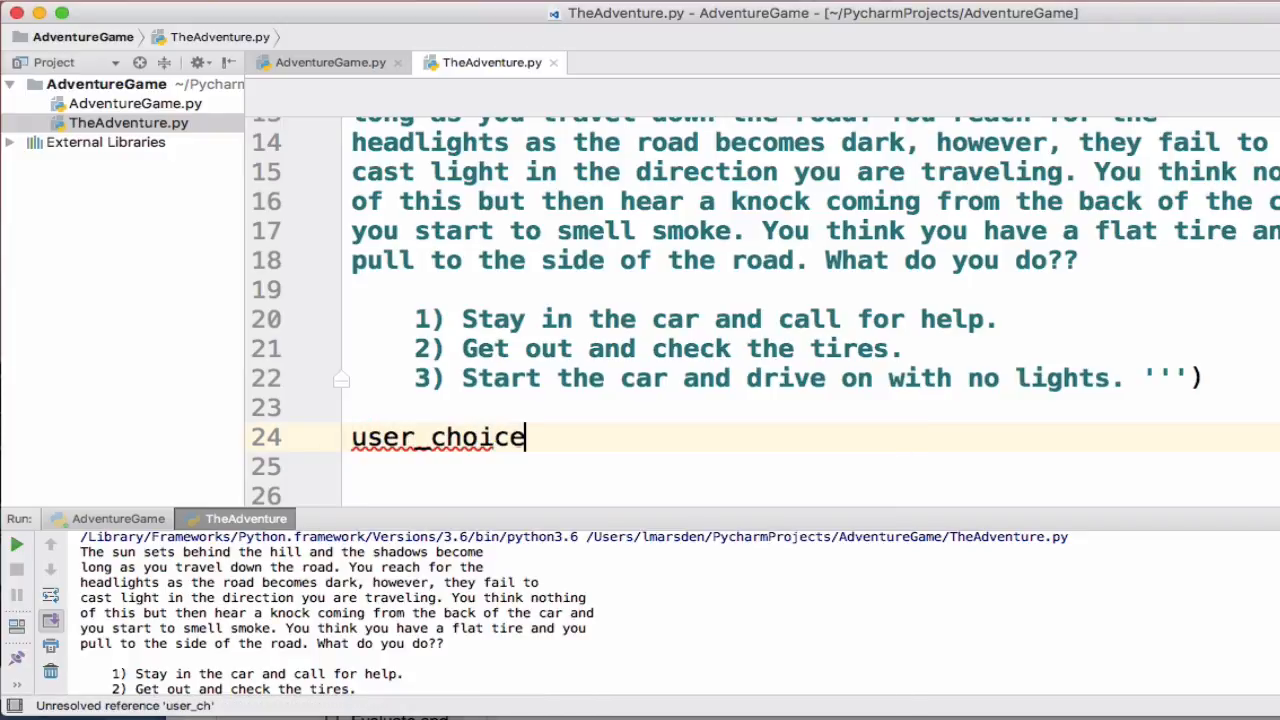 TheAdventure.py - AdventureGame - [~/PycharmProjects/AdventureGame]
AdventureGame TheAdventure.py
Project AdventureGame.py TheAdventure.py
AdventureGame ~/Pycharm
AdventureGame.py
TheAdventure.py
External Libraries
13 long as you travel down the road. You reach for the
14 headlights as the road becomes dark, however, they fail to
15 cast light in the direction you are traveling. You think no
16 of this but then hear a knock coming from the back of the c
17 you start to smell smoke. You think you have a flat tire an
18 pull to the side of the road. What do you do??
19
20 1) Stay in the car and call for help.
21 2) Get out and check the tires.
22 3) Start the car and drive on with no lights. ''')
23
24 user_choice
25
26
Run: AdventureGame TheAdventure
/Library/Frameworks/Python.framework/Versions/3.6/bin/python3.6 /Users/lmarsden/PycharmProjects/AdventureGame/TheAdventure.py
The sun sets behind the hill and the shadows become
long as you travel down the road. You reach for the
headlights as the road becomes dark, however, they fail to
cast light in the direction you are traveling. You think nothing
of this but then hear a knock coming from the back of the car and
you start to smell smoke. You think you have a flat tire and you
pull to the side of the road. What do you do??
1) Stay in the car and call for help.
2) Get out and check the tires.
Unresolved reference 'user_ch'